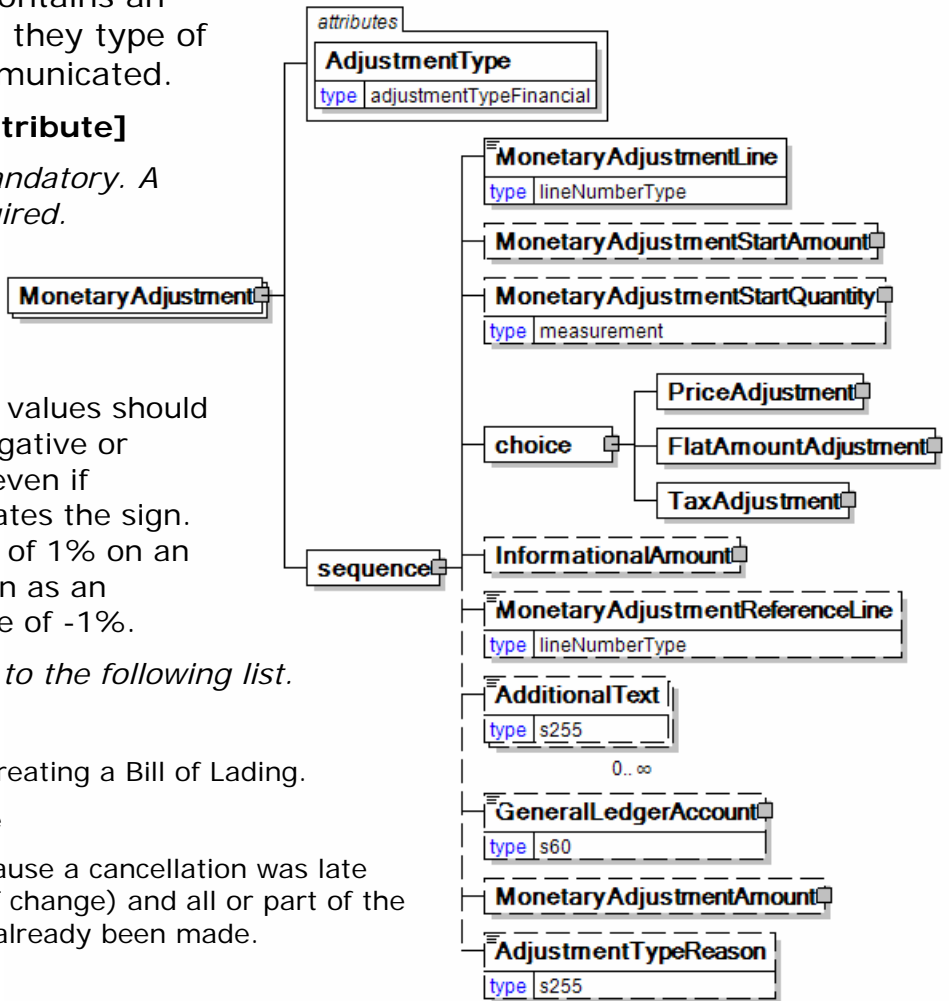 ontains an
they type of
municated.
tribute]
andatory. A
uired.
values should
gative or
even if
ates the sign.
of 1% on an
n as an
e of -1%.
to the following list.
reating a Bill of Lading.
e
ause a cancellation was late
change) and all or part of the
already been made.
attributes
AdjustmentType
type adjustmentTypeFinancial
MonetaryAdjustment
sequence
MonetaryAdjustmentLine
type lineNumberType
MonetaryAdjustmentStartAmount
MonetaryAdjustmentStartQuantity
type measurement
choice
PriceAdjustment
FlatAmountAdjustment
TaxAdjustment
InformationalAmount
MonetaryAdjustmentReferenceLine
type lineNumberType
AdditionalText
type s255
0..∞
GeneralLedgerAccount
type s60
MonetaryAdjustmentAmount
AdjustmentTypeReason
type s255